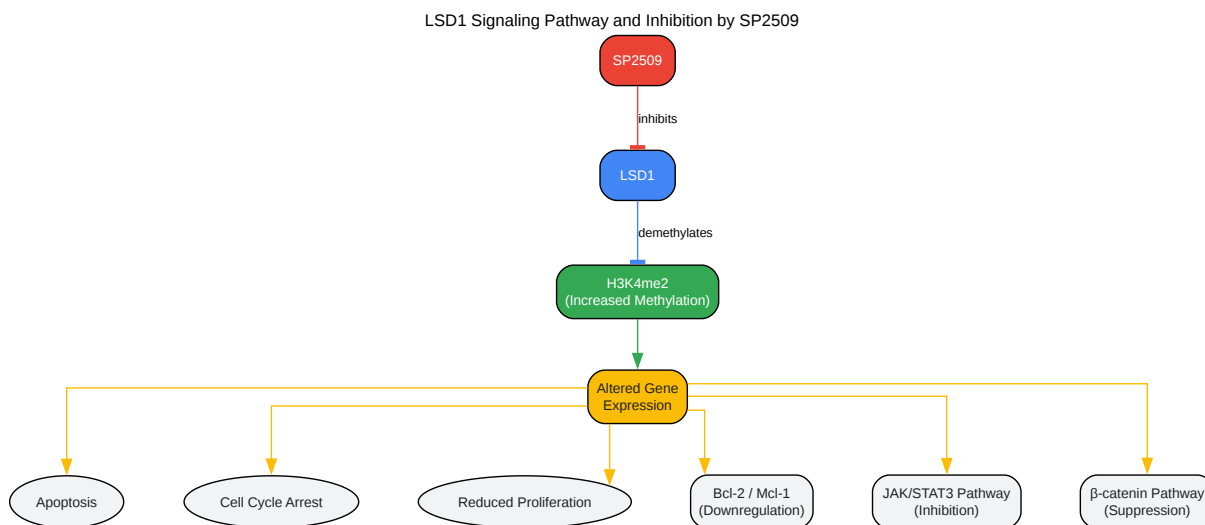 LSD1 Signaling Pathway and Inhibition by SP2509
SP2509
inhibits
LSD1
demethylates
H3K4me2
(Increased Methylation)
Altered Gene
Expression
Apoptosis
Cell Cycle Arrest
Reduced Proliferation
Bcl-2 / Mcl-1
(Downregulation)
JAK/STAT3 Pathway
(Inhibition)
β-catenin Pathway
(Suppression)